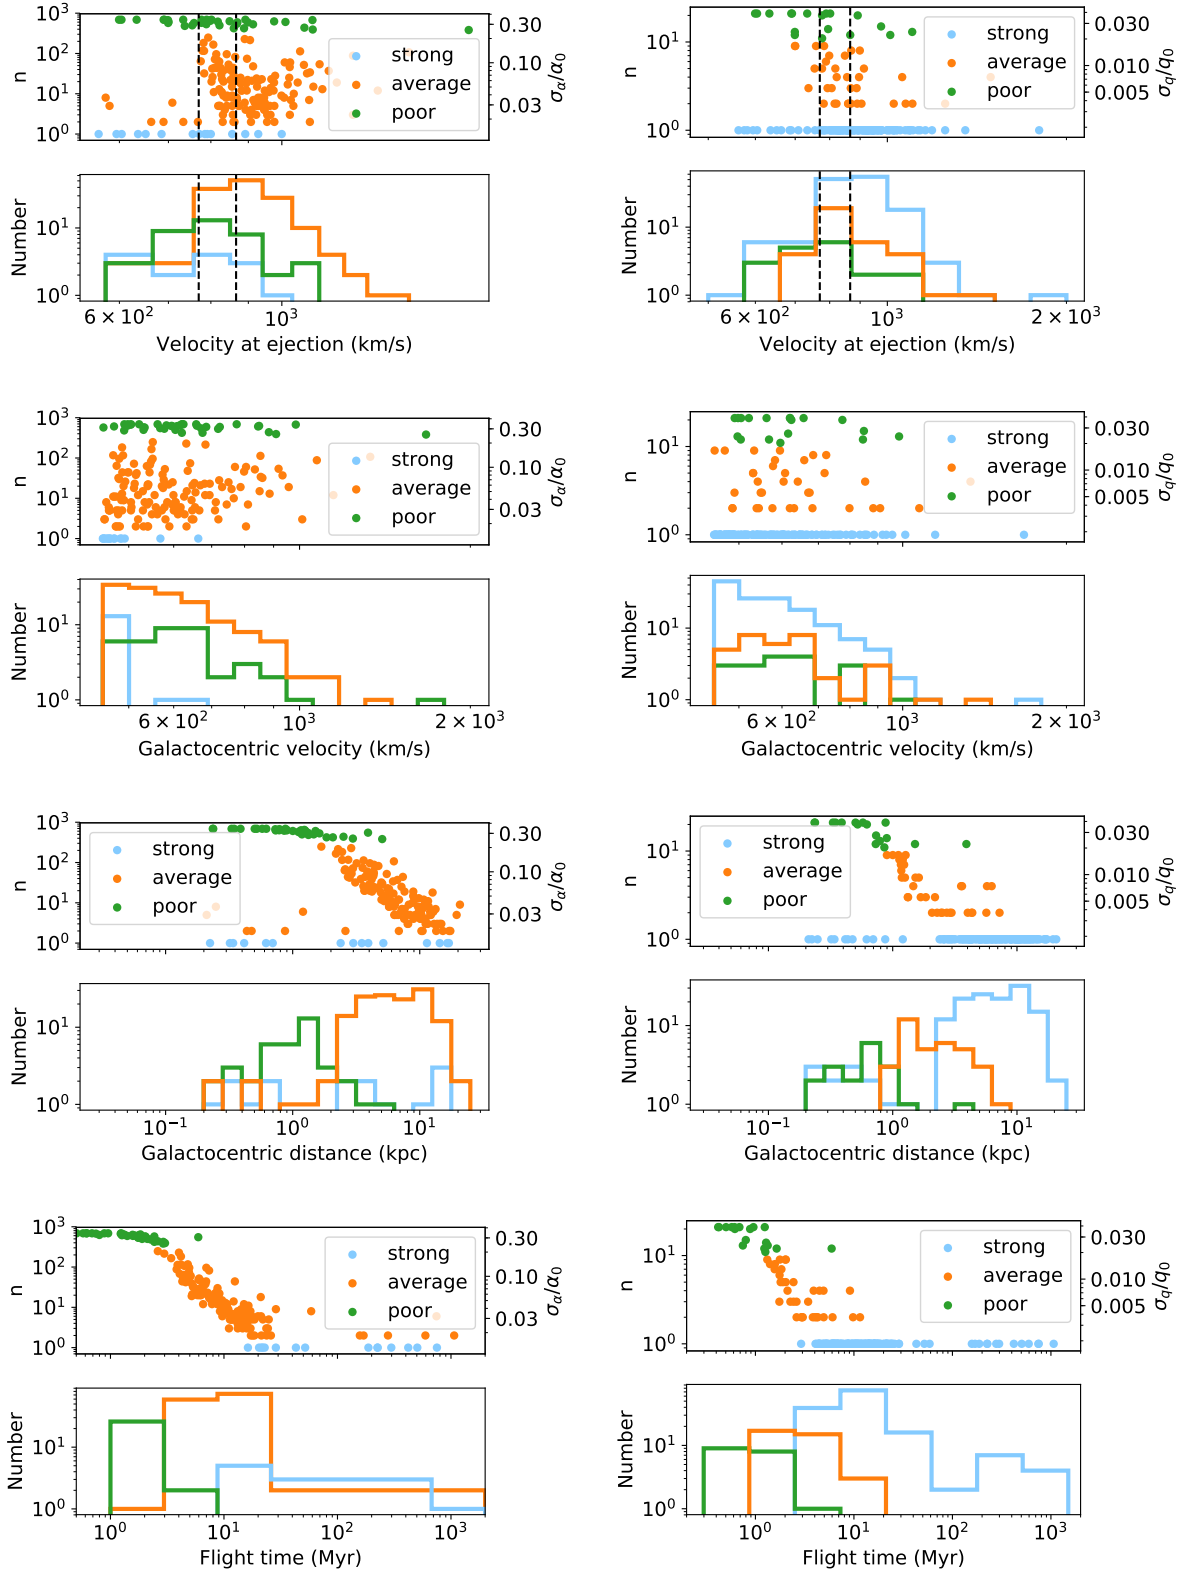 10³
10²
10¹
10⁰
n
0.30
0.10
0.03
σ_α/α₀
strong
average
poor
10¹
10⁰
Number
6 × 10²
10³
Velocity at ejection (km/s)
10¹
10⁰
n
0.030
0.010
0.005
σ_q/q₀
strong
average
poor
10¹
10⁰
Number
6 × 10²
10³
2 × 10³
Velocity at ejection (km/s)
10³
10²
10¹
10⁰
n
0.30
0.10
0.03
σ_α/α₀
strong
average
poor
10¹
10⁰
Number
6 × 10²
10³
2 × 10³
Galactocentric velocity (km/s)
10¹
10⁰
n
0.030
0.010
0.005
σ_q/q₀
strong
average
poor
10¹
10⁰
Number
6 × 10²
10³
2 × 10³
Galactocentric velocity (km/s)
10³
10²
10¹
10⁰
n
0.30
0.10
0.03
σ_α/α₀
strong
average
poor
10¹
10⁰
Number
10⁻¹
10⁰
10¹
Galactocentric distance (kpc)
10¹
10⁰
n
0.030
0.010
0.005
σ_q/q₀
strong
average
poor
10¹
10⁰
Number
10⁻¹
10⁰
10¹
Galactocentric distance (kpc)
10³
10²
10¹
10⁰
n
0.30
0.10
0.03
σ_α/α₀
strong
average
poor
10¹
10⁰
Number
10⁰
10¹
10²
10³
Flight time (Myr)
10¹
10⁰
n
0.030
0.010
0.005
σ_q/q₀
strong
average
poor
10¹
10⁰
Number
10⁰
10¹
10²
10³
Flight time (Myr)